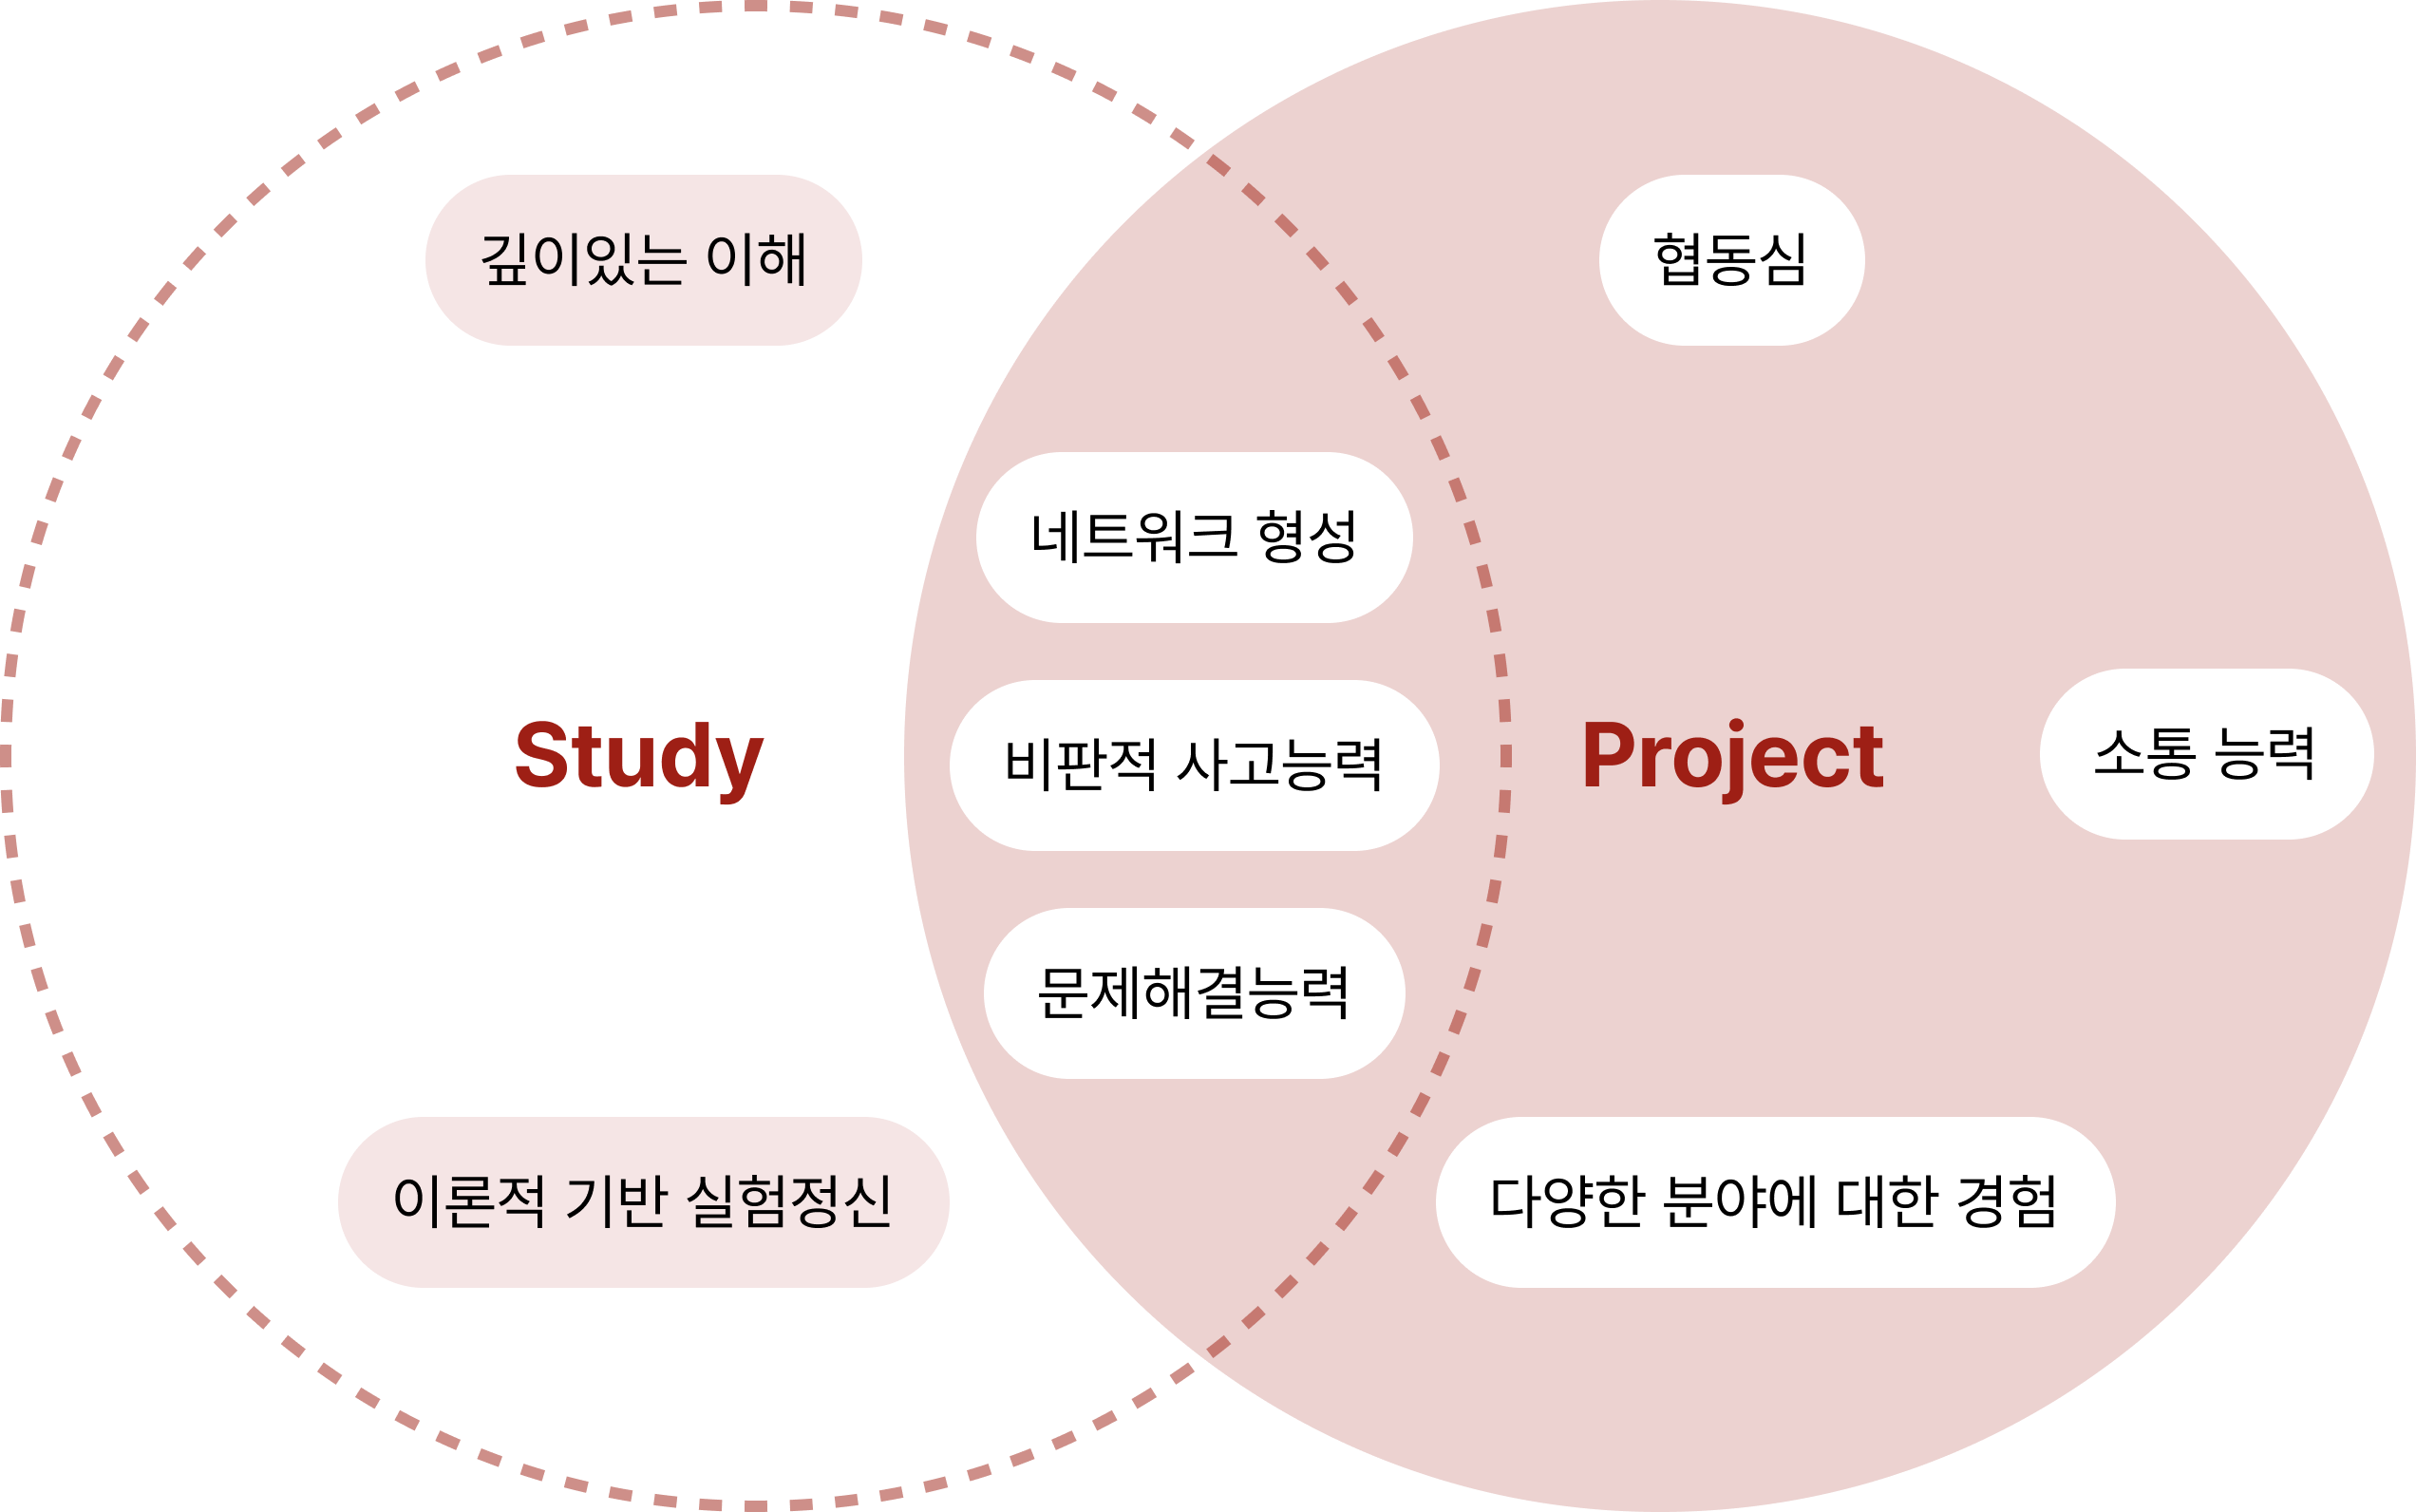 깊이있는 이해
협동심
네트워크 형성
Study
비판적 사고능력
Project
소통 능력
문제해결능력
이론적 기반 실험정신
다양한 분야에 대한 경험